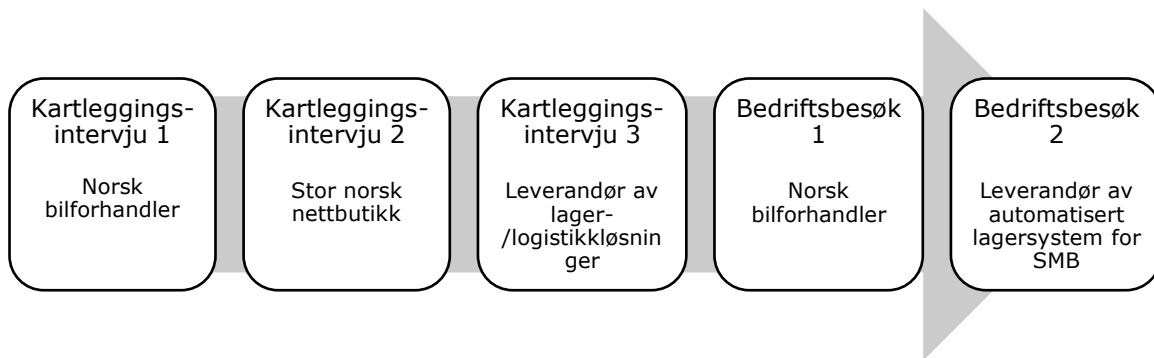 Kartleggings-
intervju 1
Norsk
bilforhandler
Kartleggings-
intervju 2
Stor norsk
nettbutikk
Kartleggings-
intervju 3
Leverandør av
lager-
/logistikkløsnin
ger
Bedriftsbesøk
1
Norsk
bilforhandler
Bedriftsbesøk
2
Leverandør av
automatisert
lagersystem for
SMB